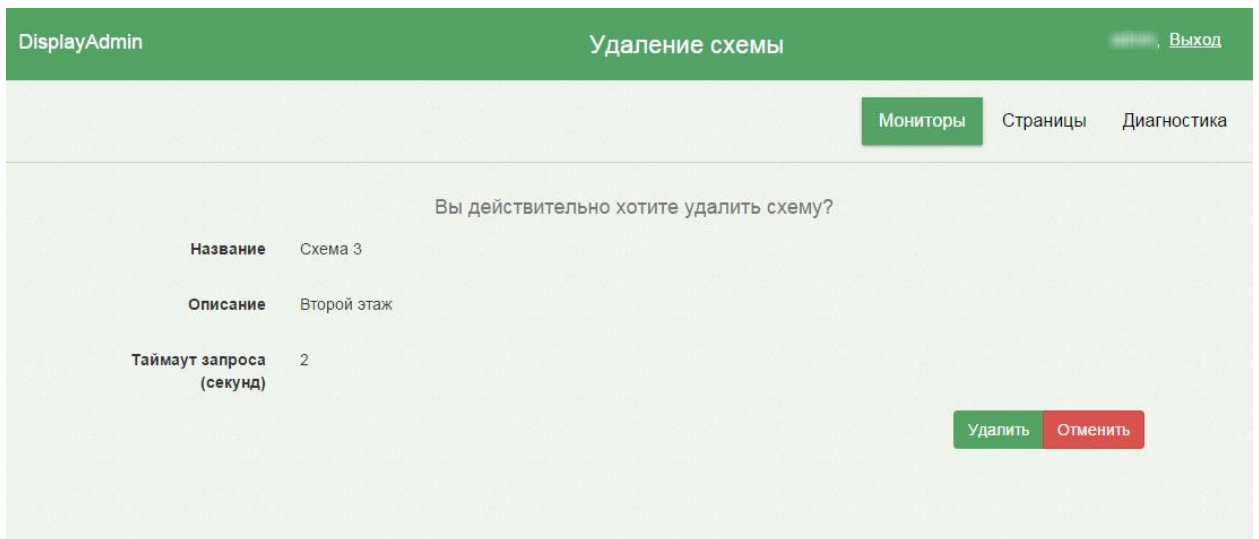 DisplayAdmin
Удаление схемы
, Выход
Мониторы
Страницы
Диагностика
Вы действительно хотите удалить схему?
Название Схема 3
Описание Второй этаж
Таймаут запроса 2
(секунд)
Удалить Отменить